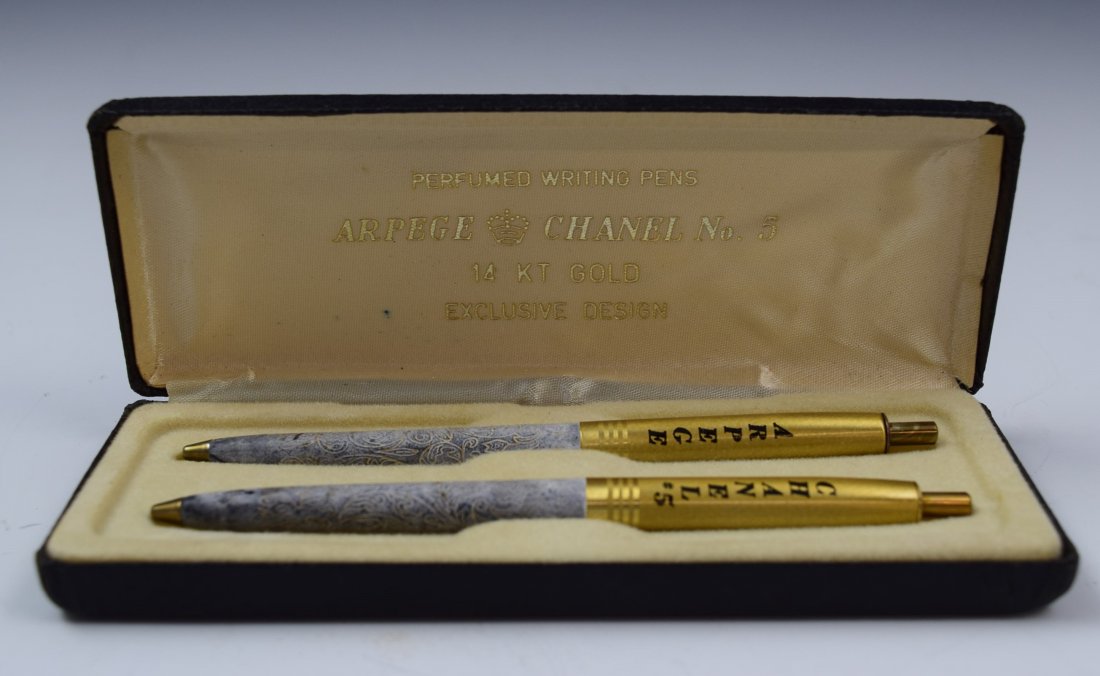 PERFUMED WRITING PENS
ARPEGE CHANEL No. 5
14 KT GOLD
EXCLUSIVE DESIGN
ARPEGE
CHANEL #5